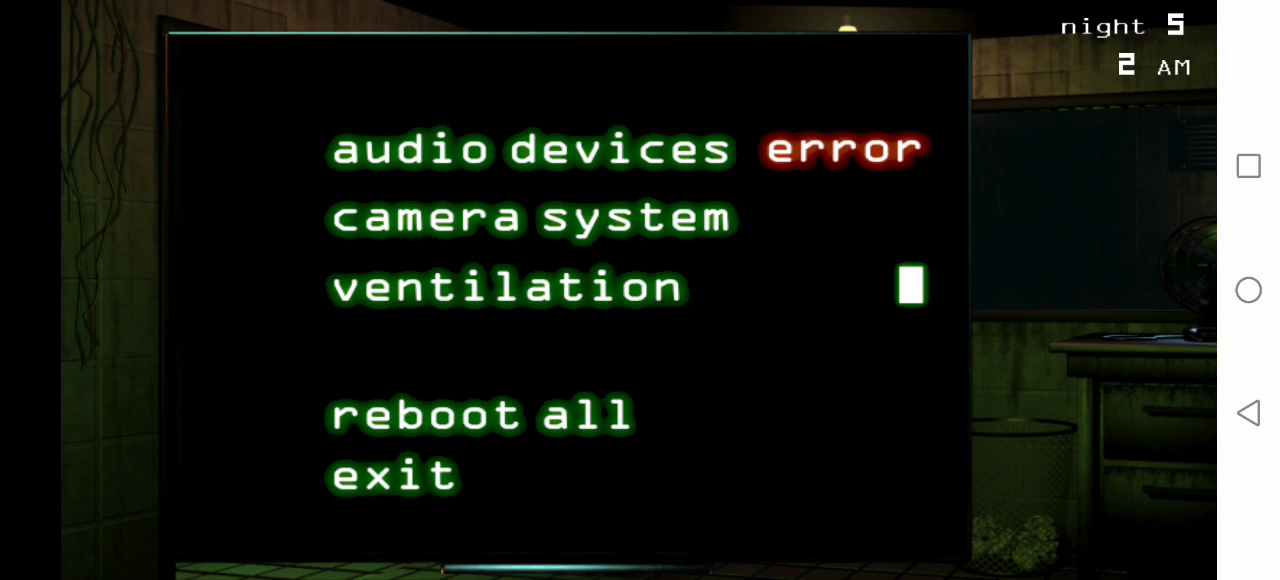 night 5
2 AM
audio devices error
camera system
ventilation
reboot all
exit